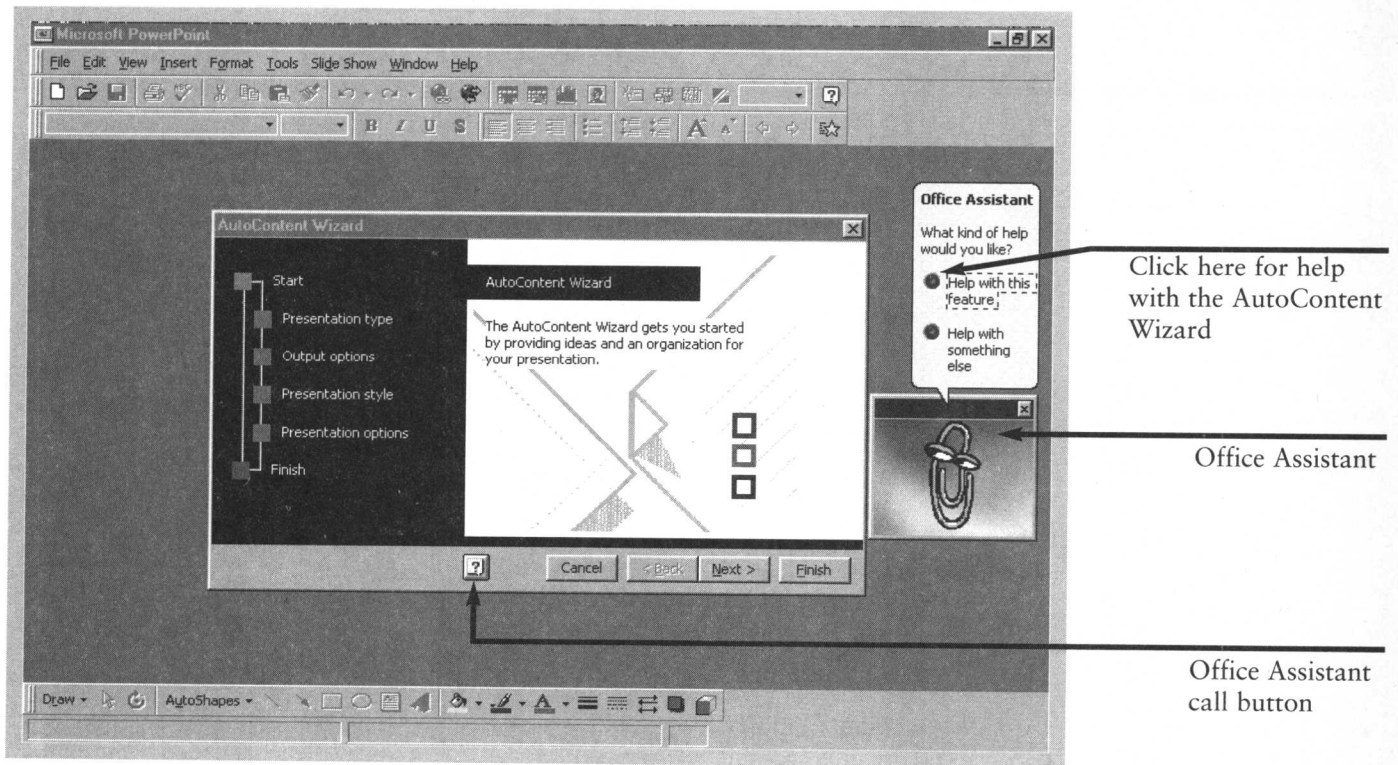 Microsoft PowerPoint
File Edit View Insert Format Tools Slide Show Window Help
B I U S A A
Office Assistant
What kind of help
would you like?
Help with this
feature
Help with
something
else
Click here for help
with the AutoContent
Wizard
AutoContent Wizard
Start
Presentation type
Output options
Presentation style
Presentation options
Finish
AutoContent Wizard
The AutoContent Wizard gets you started
by providing ideas and an organization for
your presentation.
Office Assistant
? Cancel < Back Next > Finish
Office Assistant
call button
Draw AutoShapes A